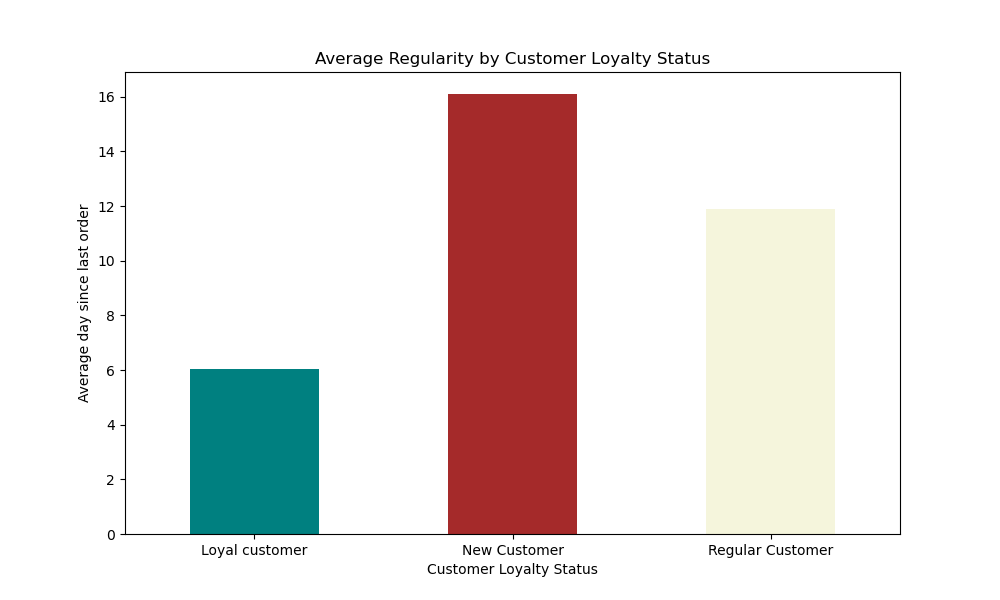 Average Regularity by Customer Loyalty Status
Average day since last order
16
14
12
10
8
6
4
2
0
Loyal customer
New Customer
Regular Customer
Customer Loyalty Status